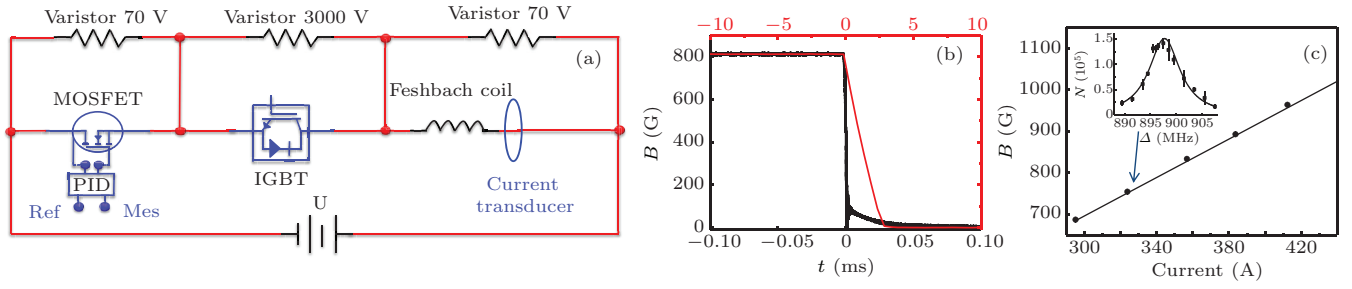 Varistor 70 V
Varistor 3000 V
Varistor 70 V
(a)
MOSFET
Feshbach coil
PID
IGBT
Ref
Mes
Current
transducer
U
−10 −5 0 5 10
(b)
B (G)
800
600
400
200
0
−0.10 −0.05 0 0.05 0.10
t (ms)
(c)
B (G)
1100
1000
900
800
700
300 340 380 420
Current (A)
N (10⁵)
1.5
1.0
0.5
0
890 895 900 905
Δ (MHz)